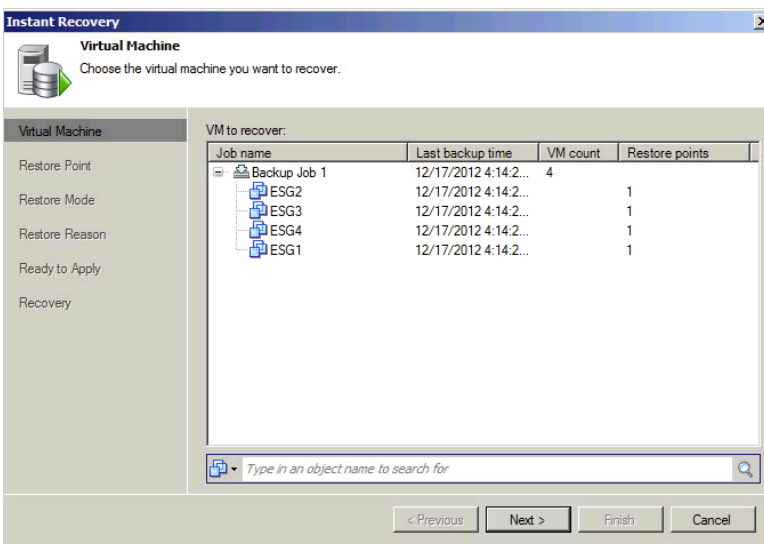 Instant Recovery
Virtual Machine
Choose the virtual machine you want to recover.
Virtual Machine
Restore Point
Restore Mode
Restore Reason
Ready to Apply
Recovery
VM to recover:
Job name Last backup time VM count Restore points
Backup Job 1 12/17/2012 4:14:2... 4
ESG2 12/17/2012 4:14:2... 1
ESG3 12/17/2012 4:14:2... 1
ESG4 12/17/2012 4:14:2... 1
ESG1 12/17/2012 4:14:2... 1
Type in an object name to search for
< Previous Next > Finish Cancel